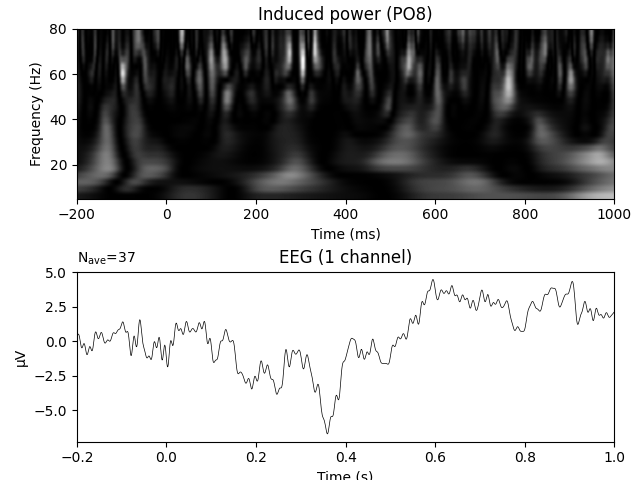 Induced power (PO8)
80
60
40
20
Frequency (Hz)
−200 0 200 400 600 800 1000
Time (ms)
Nave=37
EEG (1 channel)
5.0
2.5
0.0
−2.5
−5.0
µV
−0.2 0.0 0.2 0.4 0.6 0.8 1.0
Time (s)